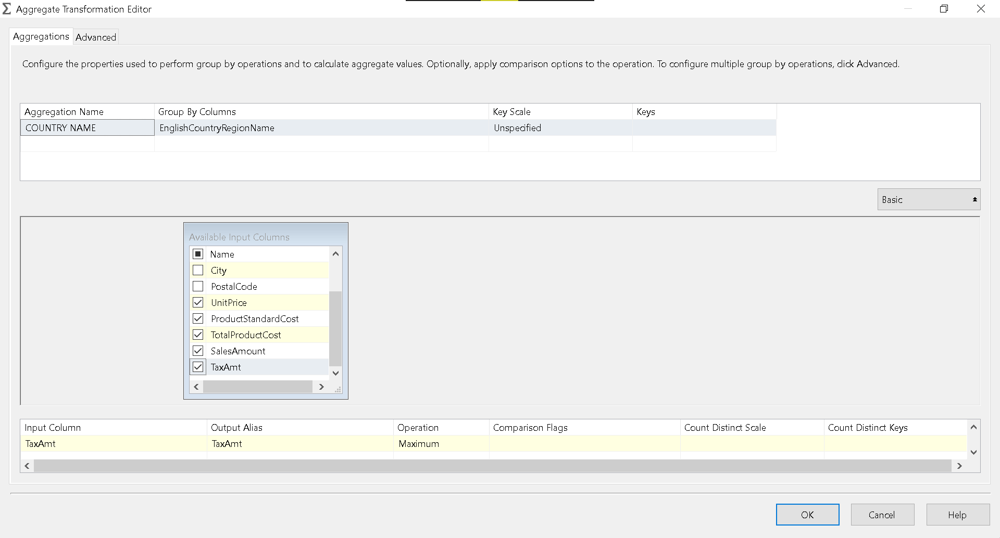 Aggregate Transformation Editor
Aggregations Advanced
Configure the properties used to perform group by operations and to calculate aggregate values. Optionally, apply comparison options to the operation. To configure multiple group by operations, click Advanced.
Aggregation Name Group By Columns Key Scale Keys
COUNTRY NAME EnglishCountryRegionName Unspecified
Basic
Available Input Columns
Name
City
PostalCode
UnitPrice
ProductStandardCost
TotalProductCost
SalesAmount
TaxAmt
Input Column Output Alias Operation Comparison Flags Count Distinct Scale Count Distinct Keys
TaxAmt TaxAmt Maximum
OK Cancel Help